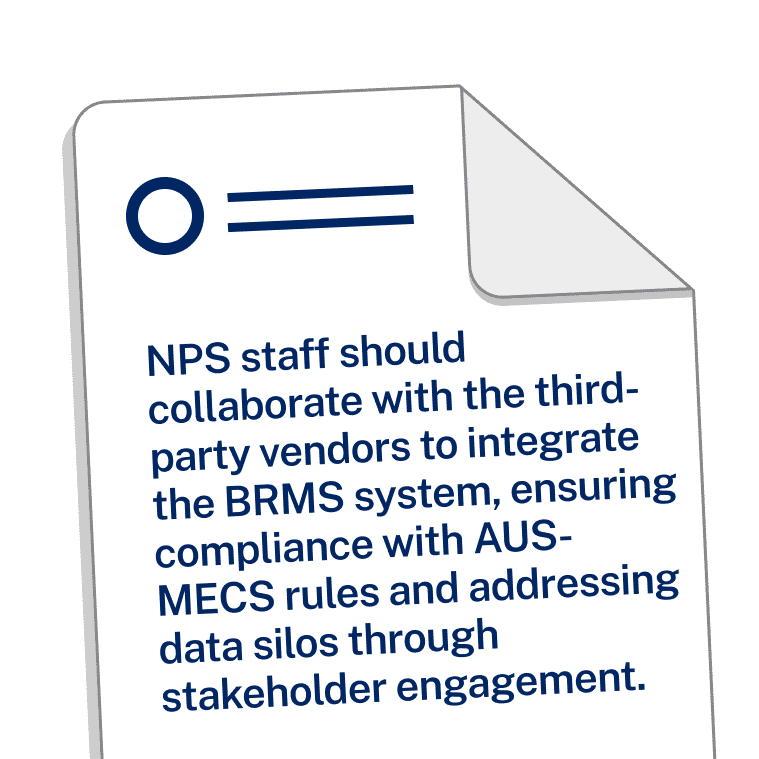 NPS staff should
collaborate with the third-
party vendors to integrate
the BRMS system, ensuring
compliance with AUS-
MECS rules and addressing
data silos through
stakeholder engagement.